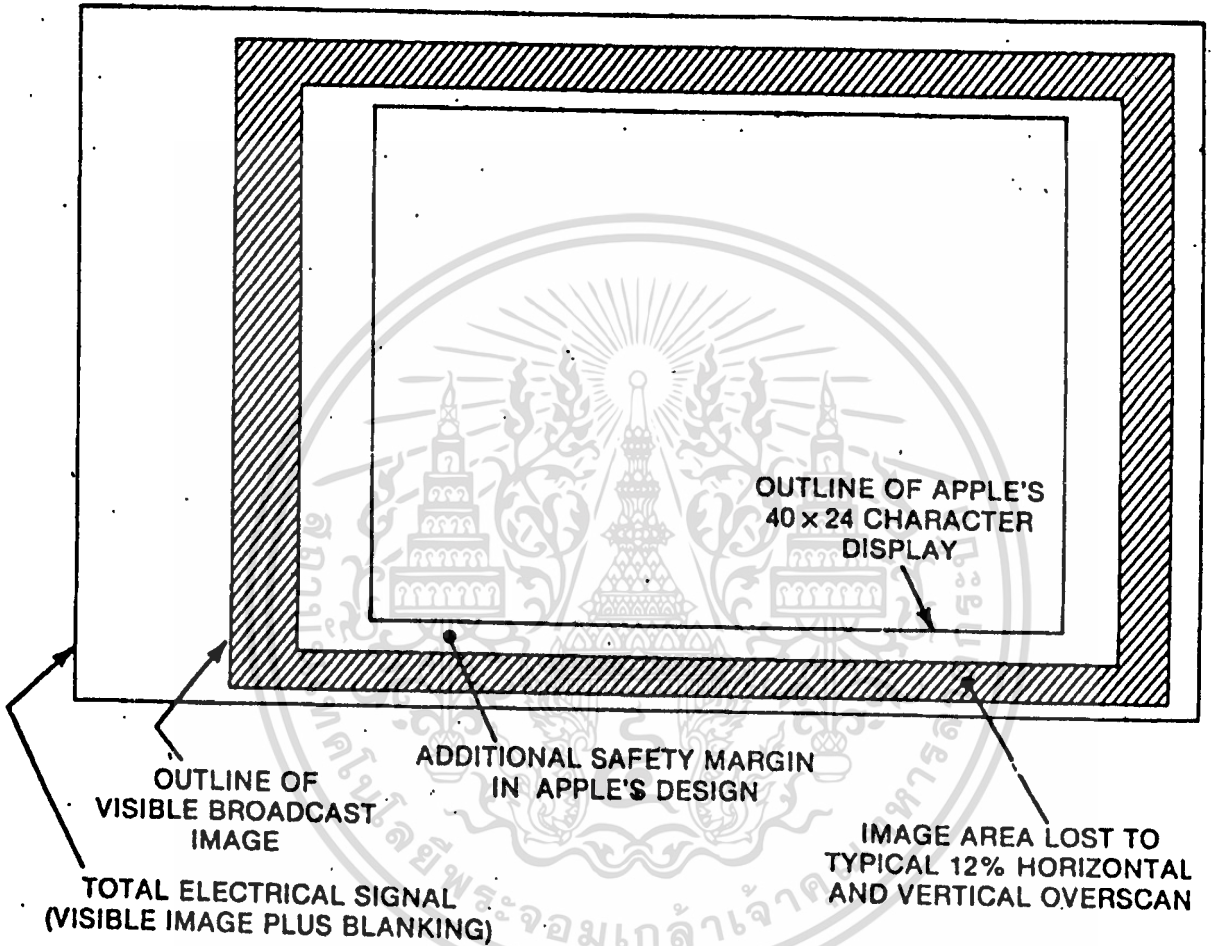 OUTLINE OF APPLE'S
40 x 24 CHARACTER
DISPLAY
ADDITIONAL SAFETY MARGIN
IN APPLE'S DESIGN
OUTLINE OF
VISIBLE BROADCAST
IMAGE
IMAGE AREA LOST TO
TYPICAL 12% HORIZONTAL
AND VERTICAL OVERSCAN
TOTAL ELECTRICAL SIGNAL
(VISIBLE IMAGE PLUS BLANKING)